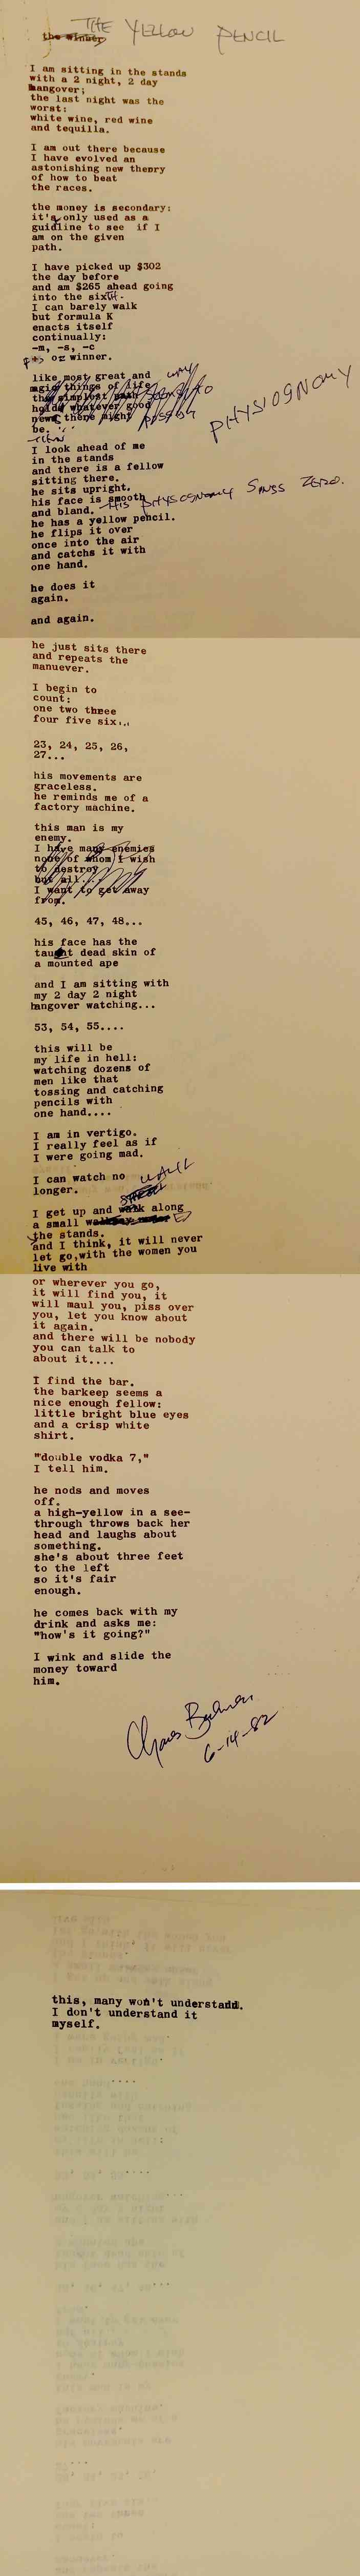 THE YELLOW PENCIL
the winner
I am sitting in the stands
with a 2 night, 2 day
hangover;
the last night was the
worst:
white wine, red wine
and tequilla.
I am out there because
I have evolved an
astonishing new theory
of how to beat
the races.
the money is secondary:
it's only used as a
guidline to see if I
am on the given
path.
I have picked up $302
the day before
and am $265 ahead going
into the sixTH.
I can barely walk
but formula K
enacts itself
continually:
-m, -s, -c
o= winner.
like most great and
magic things of life
the simplest path
holds whatever good
news there might
be.
PHYSIOGNOMY
I look ahead of me
in the stands
and there is a fellow
sitting there.
he sits upright.
his face is smooth
and bland. His PHYSCOGNOMY SINGS ZERO.
he has a yellow pencil.
he flips it over
once into the air
and catchs it with
one hand.
he does it
again.
and again.
he just sits there
and repeats the
manuever.
I begin to
count:
one two three
four five six...
23, 24, 25, 26,
27...
his movements are
graceless.
he reminds me of a
factory machine.
this man is my
enemy.
I have many enemies
none of whom I wish
to destroy
but all...
I want to get away
from.
45, 46, 47, 48...
his face has the
taught dead skin of
a mounted ape
and I am sitting with
my 2 day 2 night
hangover watching...
53, 54, 55....
this will be
my life in hell:
watching dozens of
men like that
tossing and catching
pencils with
one hand....
I am in vertigo.
I really feel as if
I were going mad.
I can watch no
longer.
WALK
I get up and walk along
a small
the stands.
and I think, it will never
let go,with the women you
live with
or wherever you go,
it will find you, it
will maul you, piss over
you, let you know about
it again.
and there will be nobody
you can talk to
about it....
I find the bar.
the barkeep seems a
nice enough fellow:
little bright blue eyes
and a crisp white
shirt.
"double vodka 7,"
I tell him.
he nods and moves
off.
a high-yellow in a see-
through throws back her
head and laughs about
something.
she's about three feet
to the left
so it's fair
enough.
he comes back with my
drink and asks me:
"how's it going?"
I wink and slide the
money toward
him.
Charles Bukowski
6-14-82
this, many won't understand.
I don't understand it
myself.